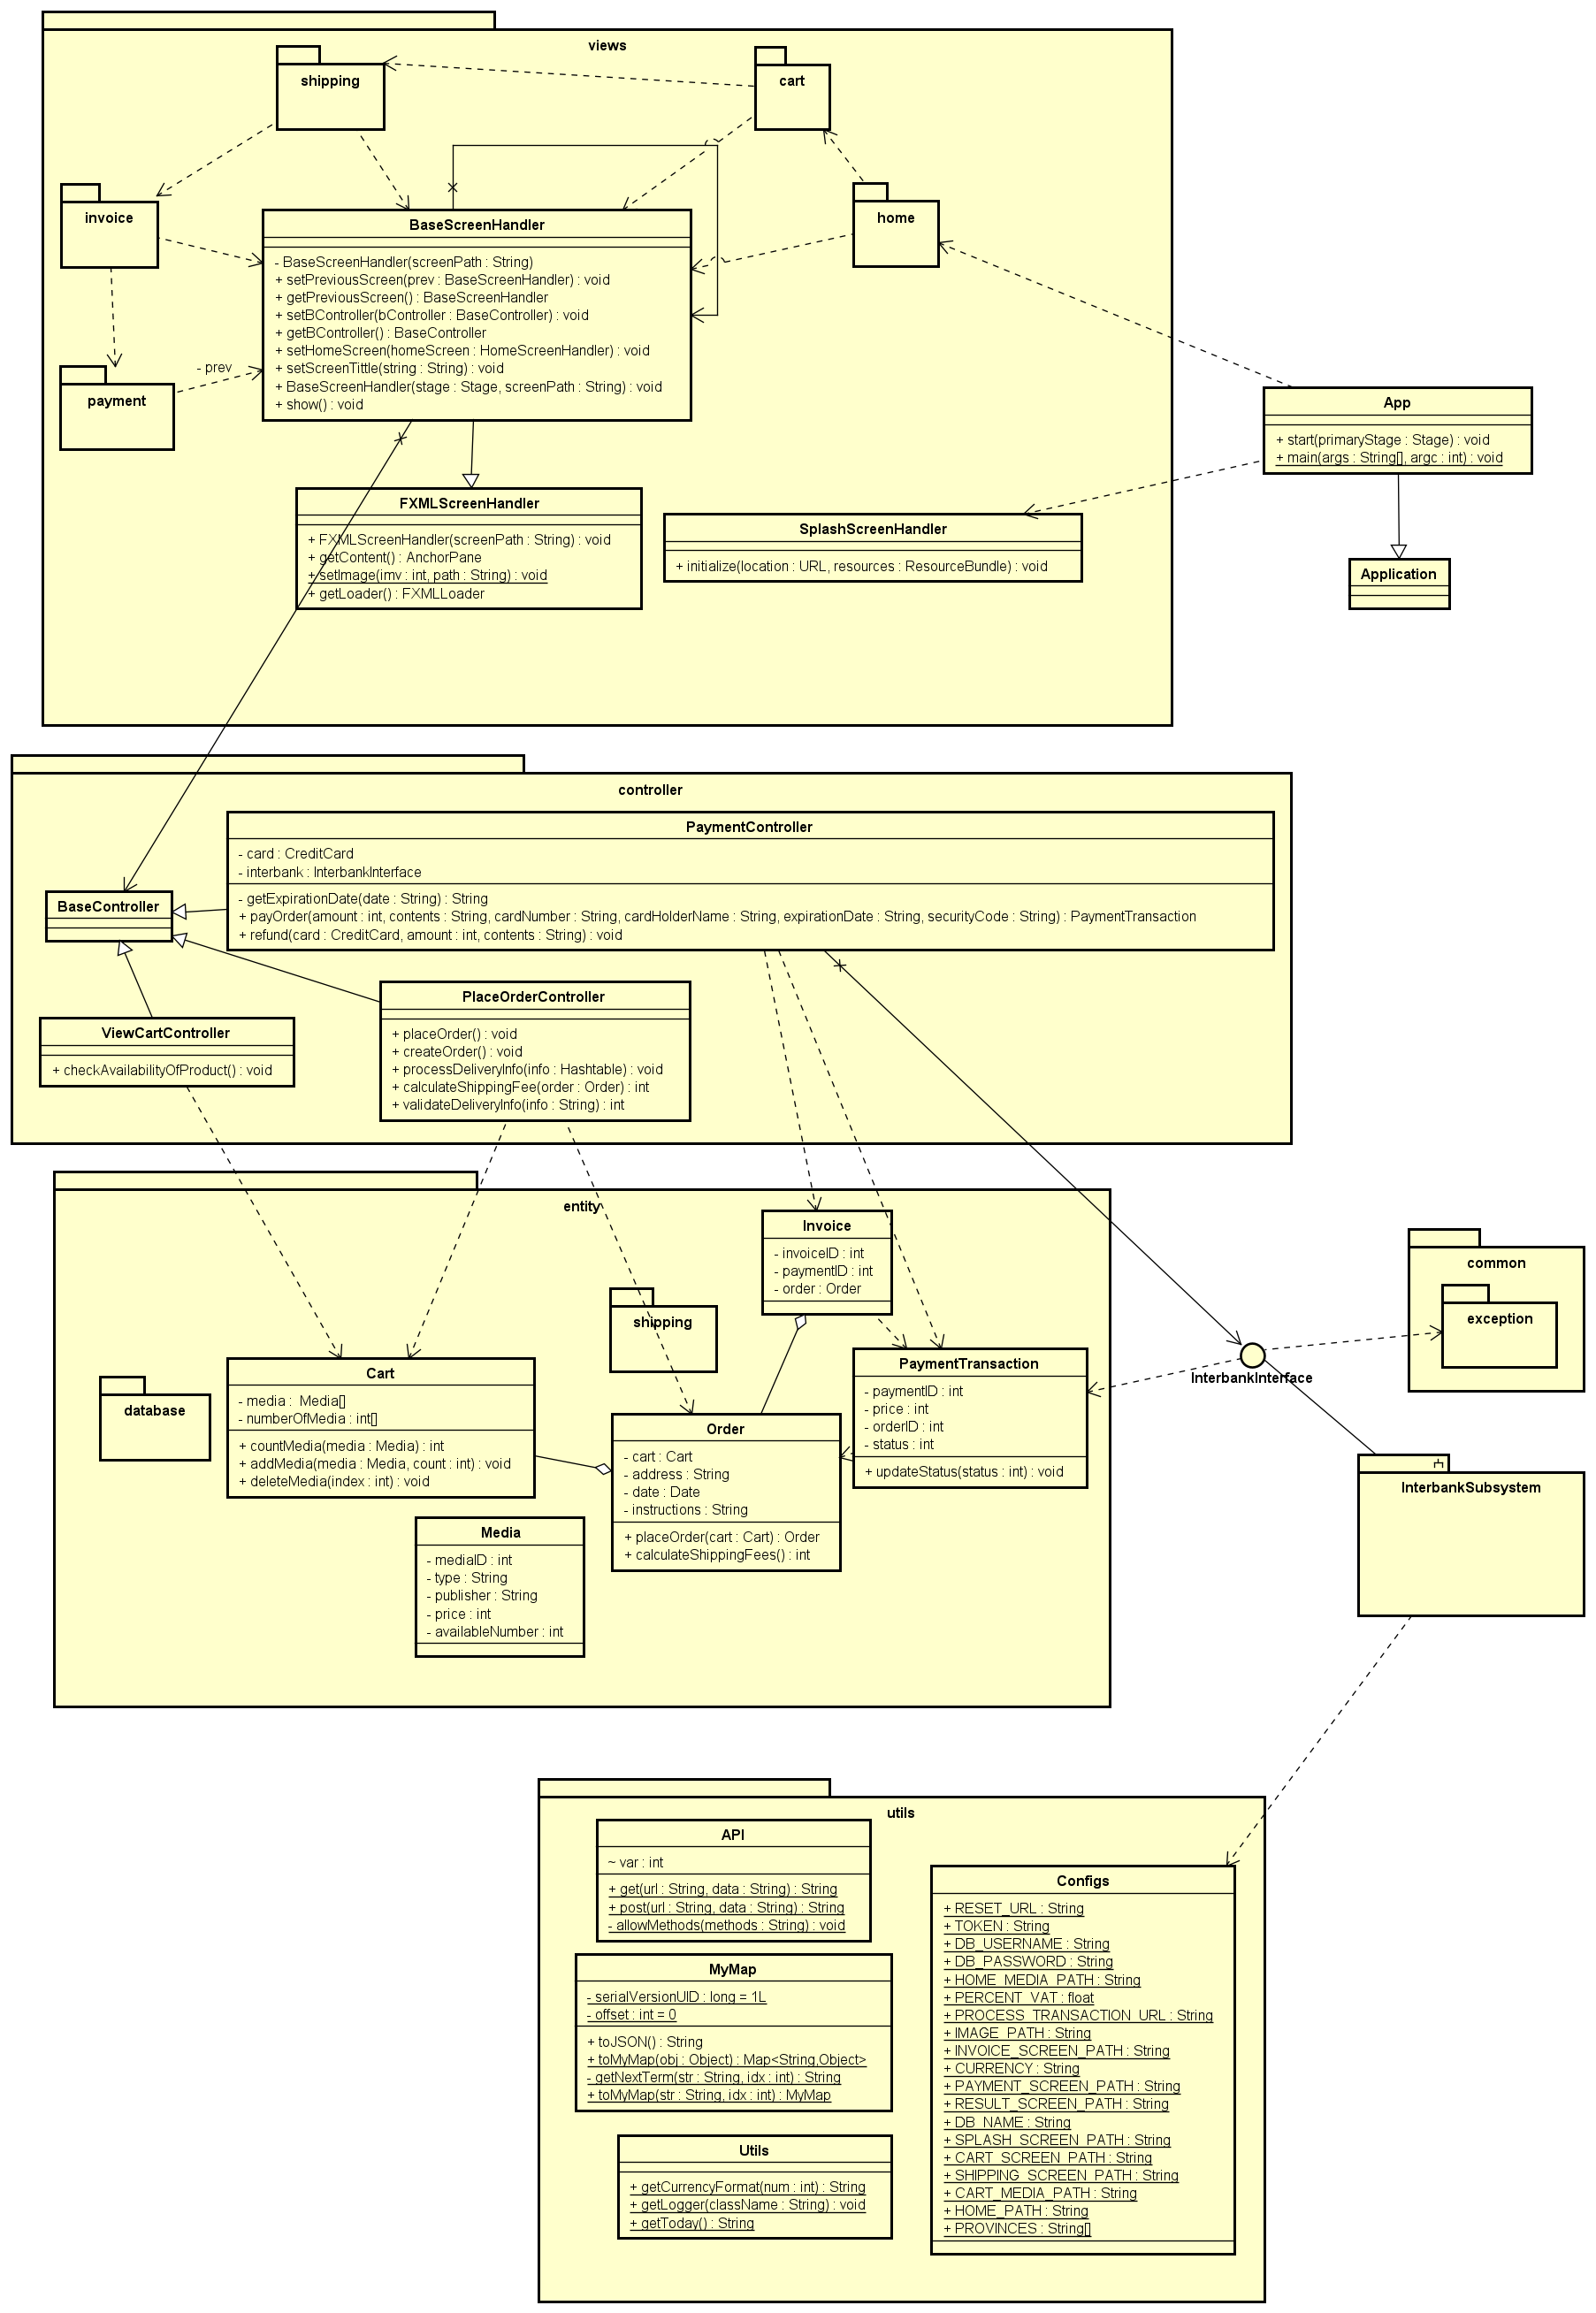 views
shipping
cart
invoice
home
BaseScreenHandler
- BaseScreenHandler(screenPath : String)
+ setPreviousScreen(prev : BaseScreenHandler) : void
+ getPreviousScreen() : BaseScreenHandler
+ setBController(bController : BaseController) : void
+ getBController() : BaseController
+ setHomeScreen(homeScreen : HomeScreenHandler) : void
+ setScreenTittle(string : String) : void
+ BaseScreenHandler(stage : Stage, screenPath : String) : void
+ show() : void
- prev
payment
App
+ start(primaryStage : Stage) : void
+ main(args : String[], argc : int) : void
FXMLScreenHandler
+ FXMLScreenHandler(screenPath : String) : void
+ getContent() : AnchorPane
+ setImage(imv : int, path : String) : void
+ getLoader() : FXMLLoader
SplashScreenHandler
+ initialize(location : URL, resources : ResourceBundle) : void
Application
controller
PaymentController
- card : CreditCard
- interbank : InterbankInterface
- getExpirationDate(date : String) : String
+ payOrder(amount : int, contents : String, cardNumber : String, cardHolderName : String, expirationDate : String, securityCode : String) : PaymentTransaction
+ refund(card : CreditCard, amount : int, contents : String) : void
BaseController
PlaceOrderController
+ placeOrder() : void
+ createOrder() : void
+ processDeliveryInfo(info : Hashtable) : void
+ calculateShippingFee(order : Order) : int
+ validateDeliveryInfo(info : String) : int
ViewCartController
+ checkAvailabilityOfProduct() : void
entity
Invoice
- invoiceID : int
- paymentID : int
- order : Order
shipping
common
exception
InterbankInterface
PaymentTransaction
- paymentID : int
- price : int
- orderID : int
- status : int
+ updateStatus(status : int) : void
Cart
- media :  Media[]
- numberOfMedia : int[]
+ countMedia(media : Media) : int
+ addMedia(media : Media, count : int) : void
+ deleteMedia(index : int) : void
database
Order
- cart : Cart
- address : String
- date : Date
- instructions : String
+ placeOrder(cart : Cart) : Order
+ calculateShippingFees() : int
InterbankSubsystem
Media
- mediaID : int
- type : String
- publisher : String
- price : int
- availableNumber : int
utils
API
~ var : int
+ get(url : String, data : String) : String
+ post(url : String, data : String) : String
- allowMethods(methods : String) : void
MyMap
- serialVersionUID : long = 1L
- offset : int = 0
+ toJSON() : String
+ toMyMap(obj : Object) : Map<String,Object>
- getNextTerm(str : String, idx : int) : String
+ toMyMap(str : String, idx : int) : MyMap
Utils
+ getCurrencyFormat(num : int) : String
+ getLogger(className : String) : void
+ getToday() : String
Configs
+ RESET_URL : String
+ TOKEN : String
+ DB_USERNAME : String
+ DB_PASSWORD : String
+ HOME_MEDIA_PATH : String
+ PERCENT_VAT : float
+ PROCESS_TRANSACTION_URL : String
+ IMAGE_PATH : String
+ INVOICE_SCREEN_PATH : String
+ CURRENCY : String
+ PAYMENT_SCREEN_PATH : String
+ RESULT_SCREEN_PATH : String
+ DB_NAME : String
+ SPLASH_SCREEN_PATH : String
+ CART_SCREEN_PATH : String
+ SHIPPING_SCREEN_PATH : String
+ CART_MEDIA_PATH : String
+ HOME_PATH : String
+ PROVINCES : String[]